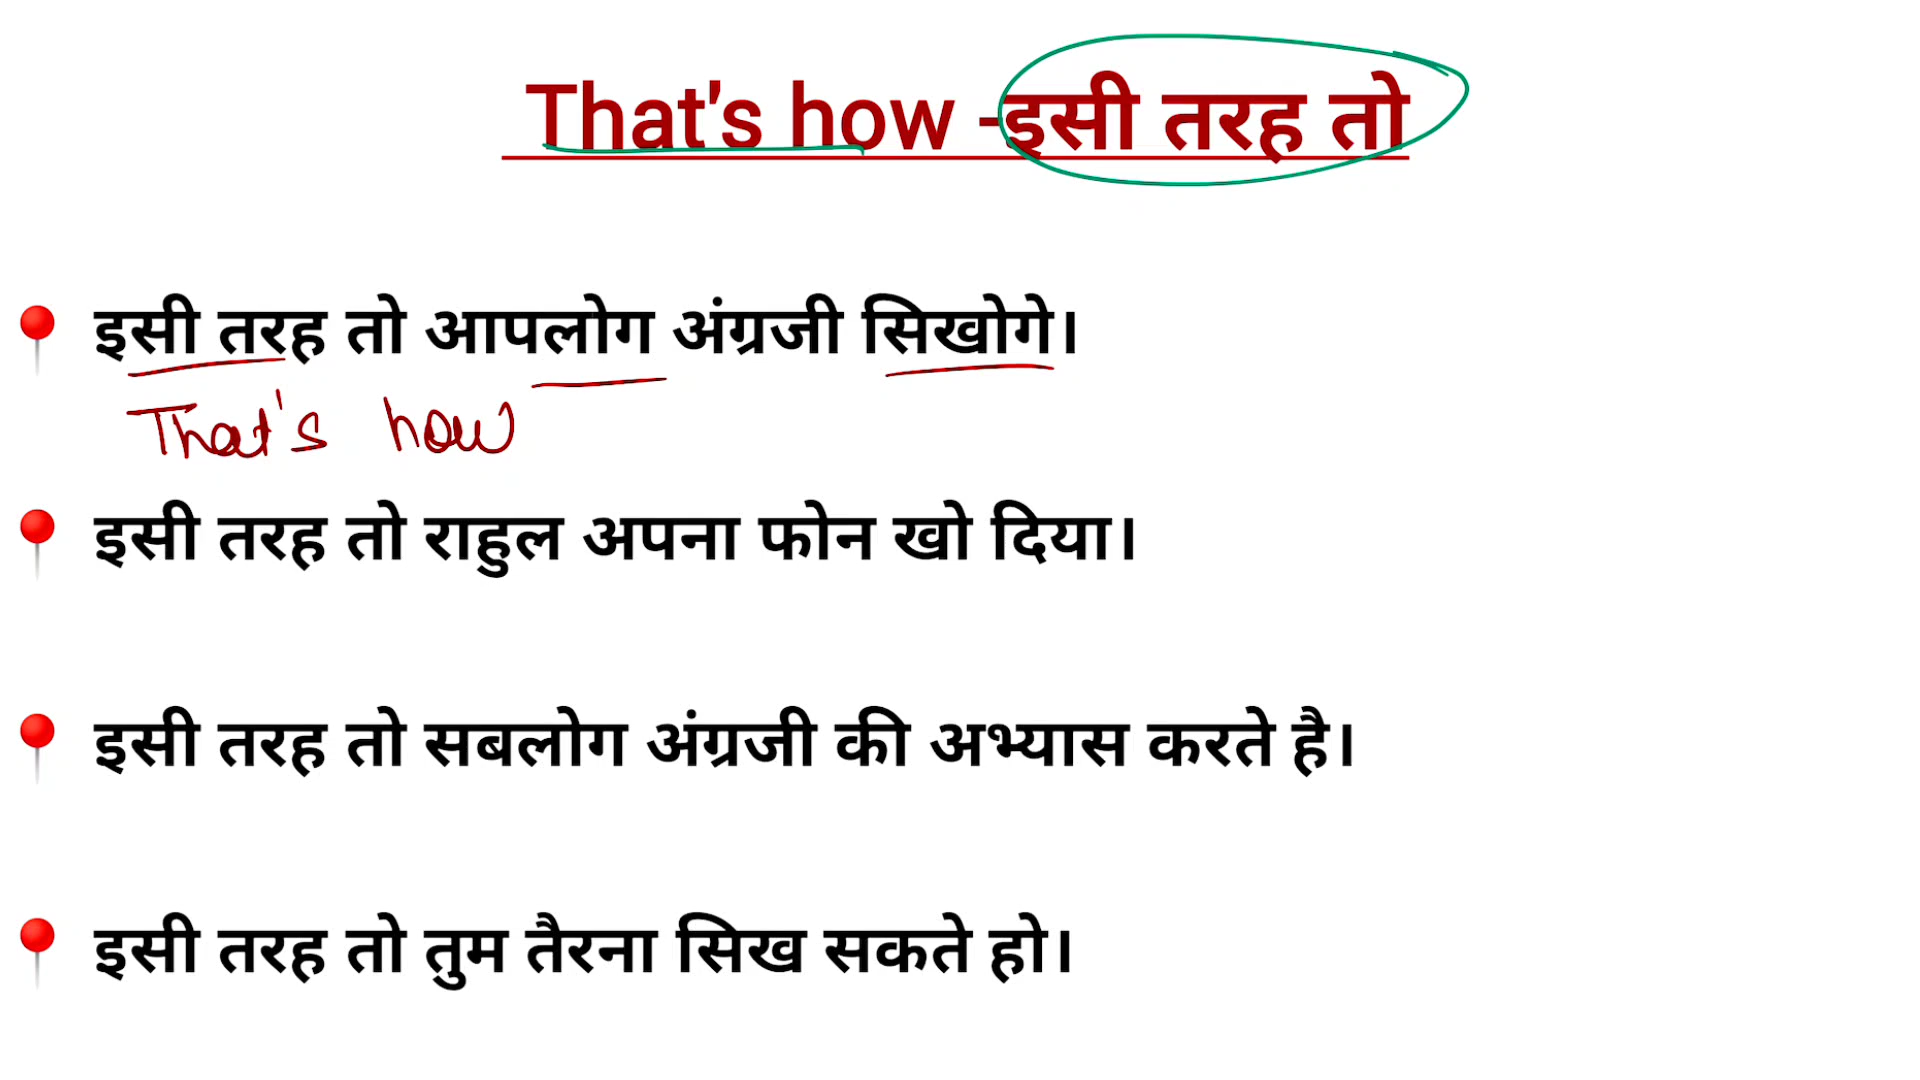 That's how -इसी तरह तो
इसी तरह तो आपलोग अंग्रजी सिखोगे।
That's how
इसी तरह तो राहुल अपना फोन खो दिया।
इसी तरह तो सबलोग अंग्रजी की अभ्यास करते है।
इसी तरह तो तुम तैरना सिख सकते हो।